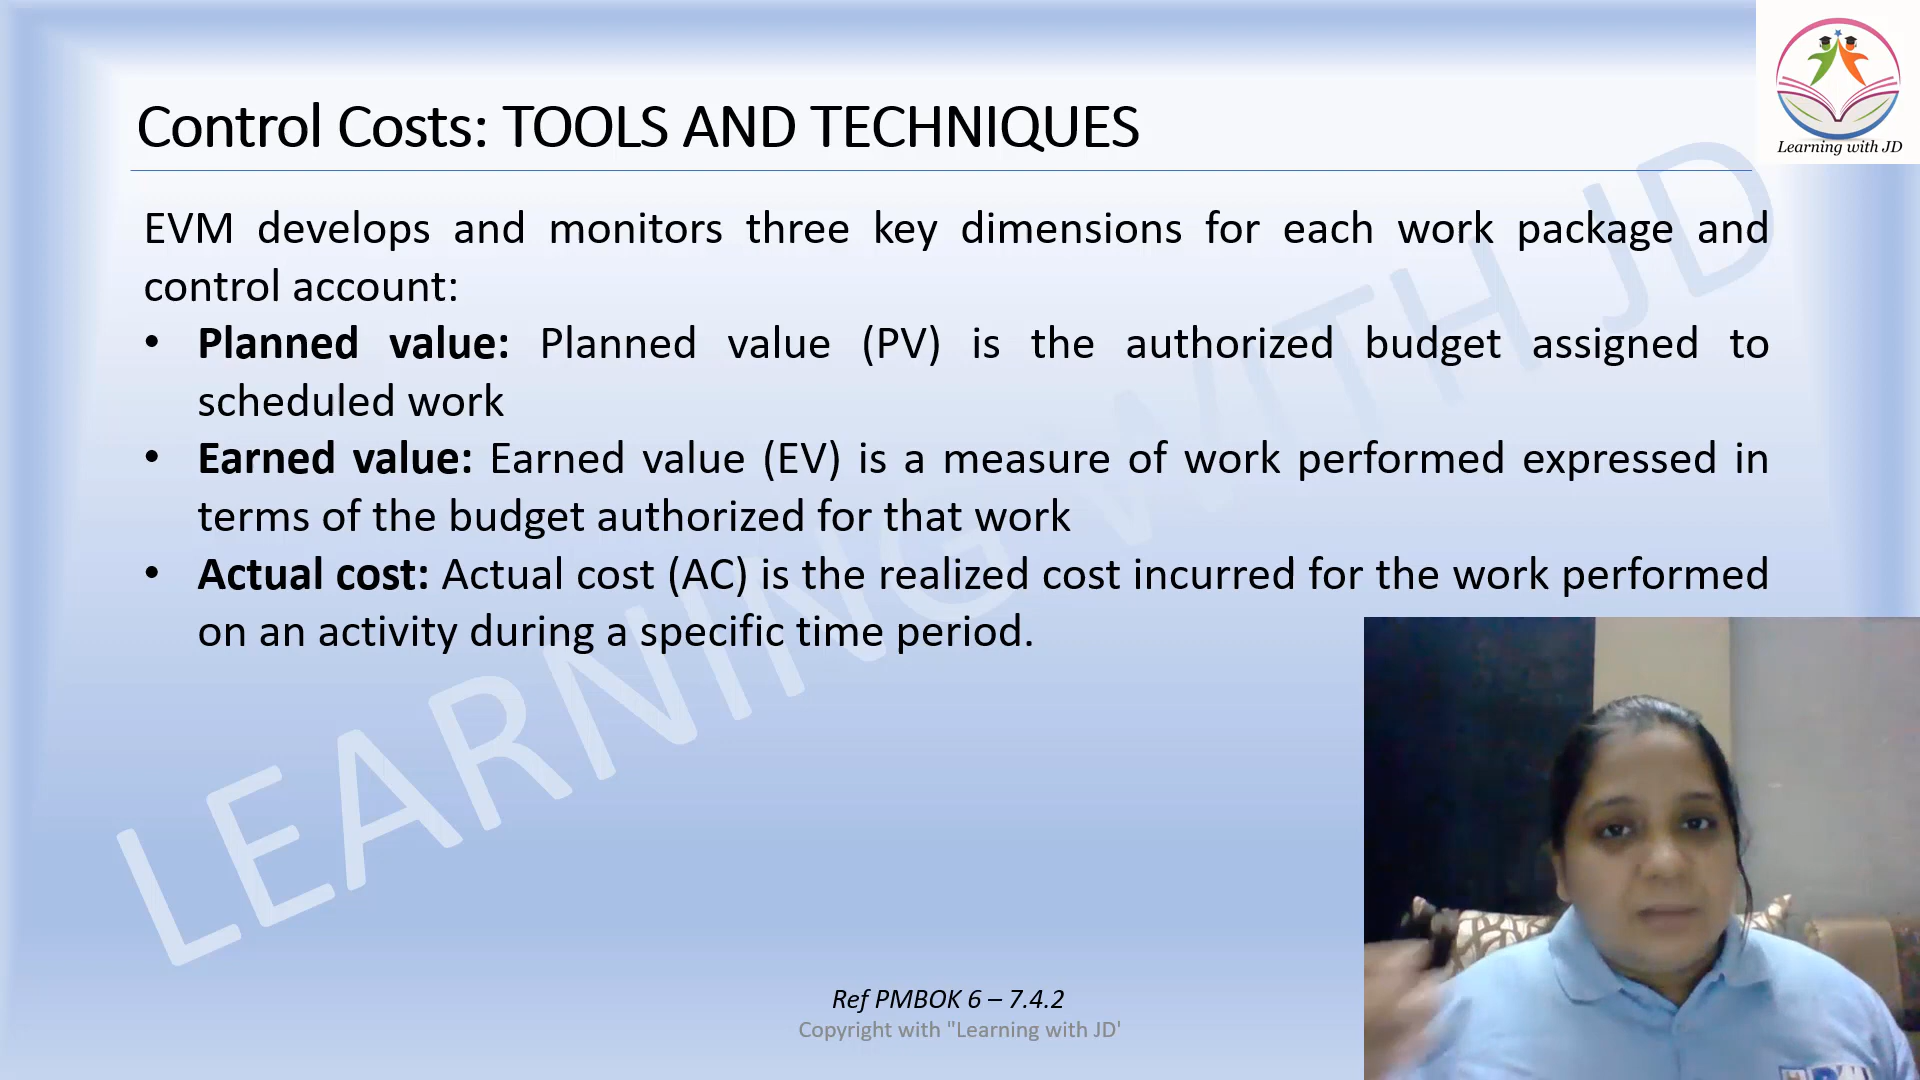 Control Costs: TOOLS AND TECHNIQUES
Learning with JD
EVM develops and monitors three key dimensions for each work package and
control account:
• Planned value: Planned value (PV) is the authorized budget assigned to
scheduled work
• Earned value: Earned value (EV) is a measure of work performed expressed in
terms of the budget authorized for that work
• Actual cost: Actual cost (AC) is the realized cost incurred for the work performed
on an activity during a specific time period.
LEARNING WITH JD
Ref PMBOK 6 – 7.4.2
Copyright with "Learning with JD'